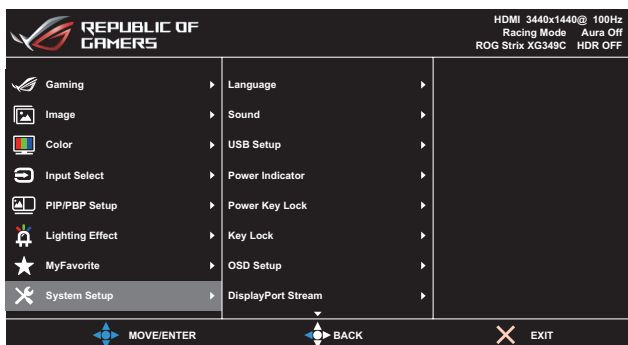 REPUBLIC OF
GAMERS
HDMI 3440x1440@ 100Hz
Racing Mode Aura Off
ROG Strix XG349C HDR OFF
Gaming
Image
Color
Input Select
PIP/PBP Setup
Lighting Effect
MyFavorite
System Setup
Language
Sound
USB Setup
Power Indicator
Power Key Lock
Key Lock
OSD Setup
DisplayPort Stream
MOVE/ENTER
BACK
EXIT